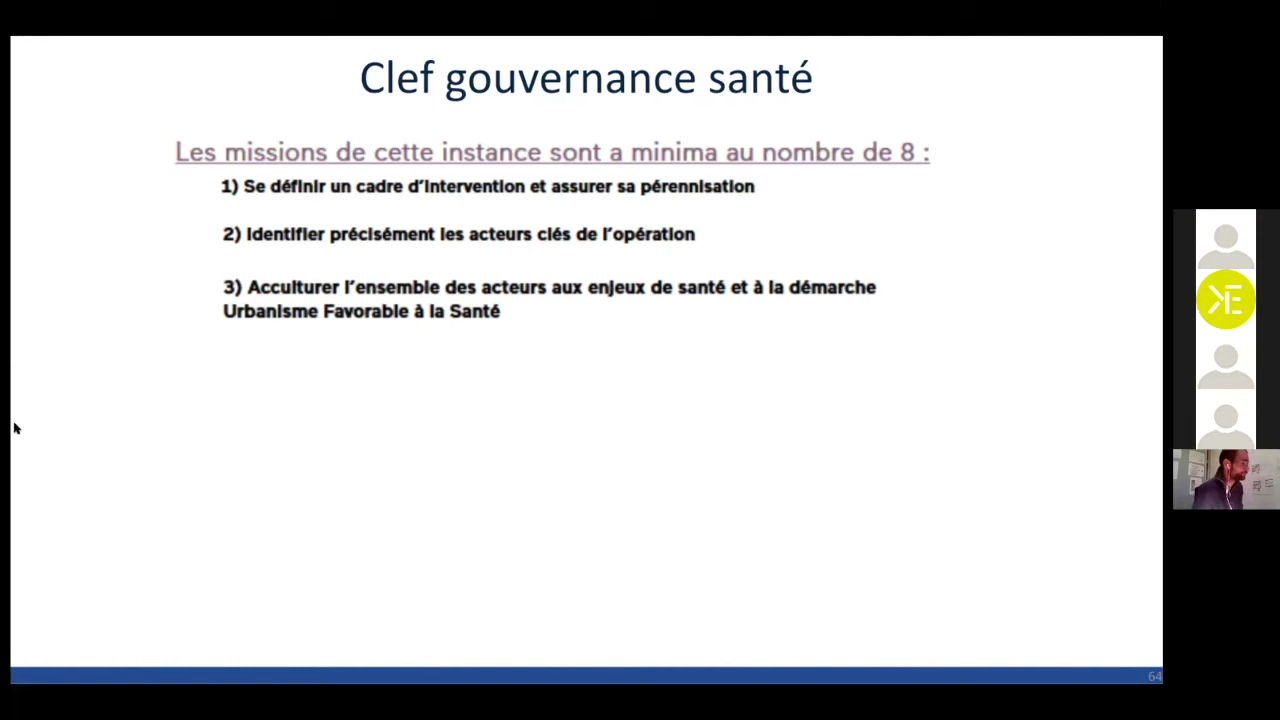 Clef gouvernance santé
Les missions de cette instance sont a minima au nombre de 8 :
1) Se définir un cadre d'intervention et assurer sa pérennisation
2) Identifier précisément les acteurs clés de l'opération
3) Acculturer l'ensemble des acteurs aux enjeux de santé et à la démarche
Urbanisme Favorable à la Santé
64